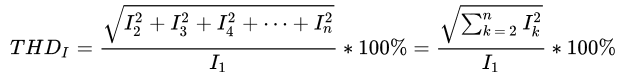 $THD_I = \frac{\sqrt{I_2^2 + I_3^2 + I_4^2 + \cdots + I_n^2}}{I_1} * 100\% = \frac{\sqrt{\sum_{k=2}^{n} I_k^2}}{I_1} * 100\%$